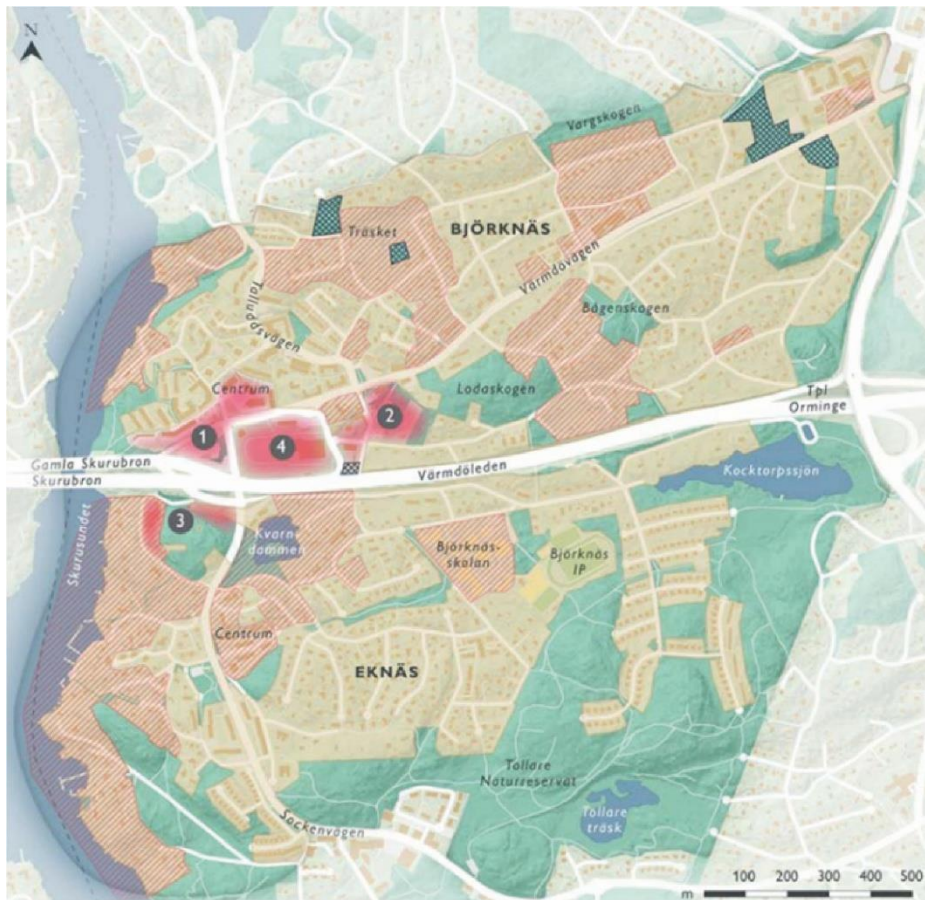 N
Vargskogen
Träsket
BJÖRKNÄS
Värmdövägen
Talluddsvägen
Bågenskogen
Centrum
Lodaskogen
2
1
4
Tpl
Orminge
Gamla Skurubron
Skurubron
Värmdöleden
Kocktorpssjön
3
Skurusundet
Kvarn-
dammen
Björknäs-
skolan
Björknäs
IP
Centrum
EKNÄS
Tollare
Naturreservat
Tollare
träsk
Sockenvägen
m 100 200 300 400 500